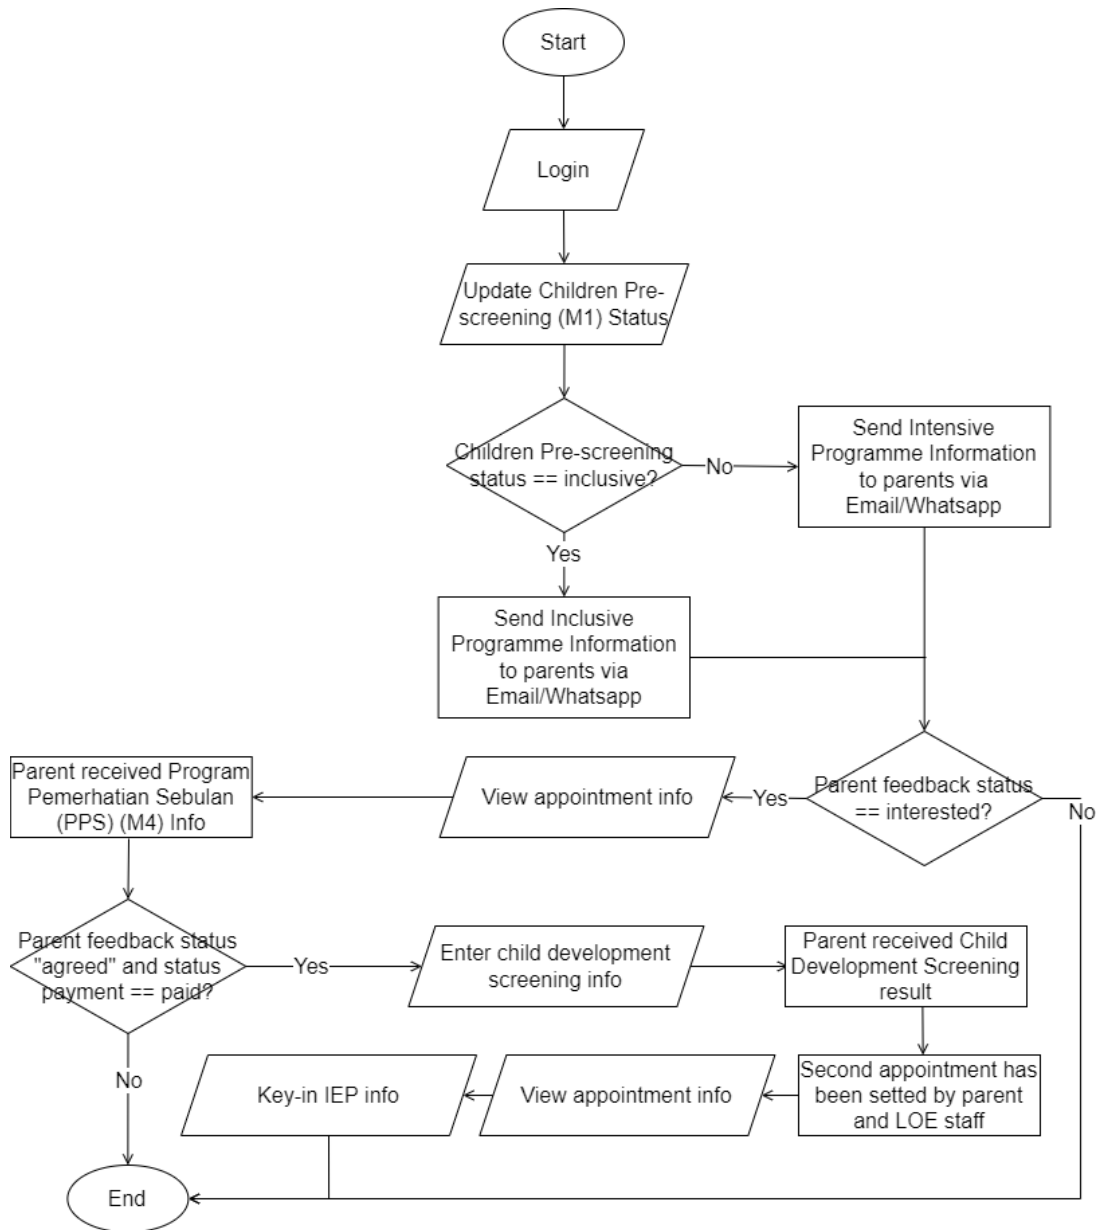 Start
Login
Update Children Pre-
screening (M1) Status
Children Pre-screening
status == inclusive?
No
Send Intensive
Programme Information
to parents via
Email/Whatsapp
Yes
Send Inclusive
Programme Information
to parents via
Email/Whatsapp
Parent feedback status
== interested?
No
Yes
View appointment info
Parent received Program
Pemerhatian Sebulan
(PPS) (M4) Info
Parent feedback status
"agreed" and status
payment == paid?
Yes
Enter child development
screening info
Parent received Child
Development Screening
result
Second appointment has
been setted by parent
and LOE staff
View appointment info
Key-in IEP info
No
End